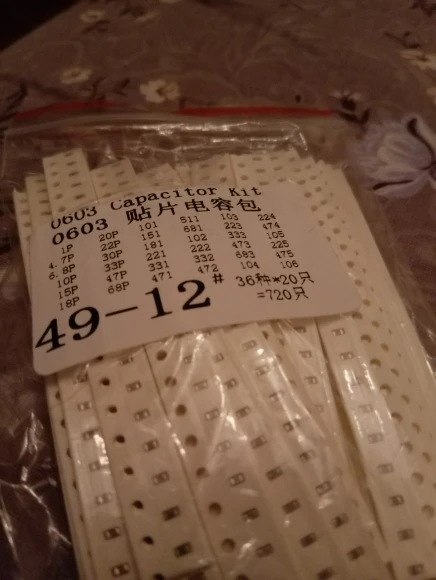 0603 Capacitor Kit
0603 贴片电容包
1P 20P 101 511 103 224
4.7P 22P 151 681 223 474
6.8P 30P 181 102 333 105
10P 33P 221 222 473 225
15P 47P 331 332 683 475
18P 68P 471 472 104 106
49-12# 36种*20只
=720只